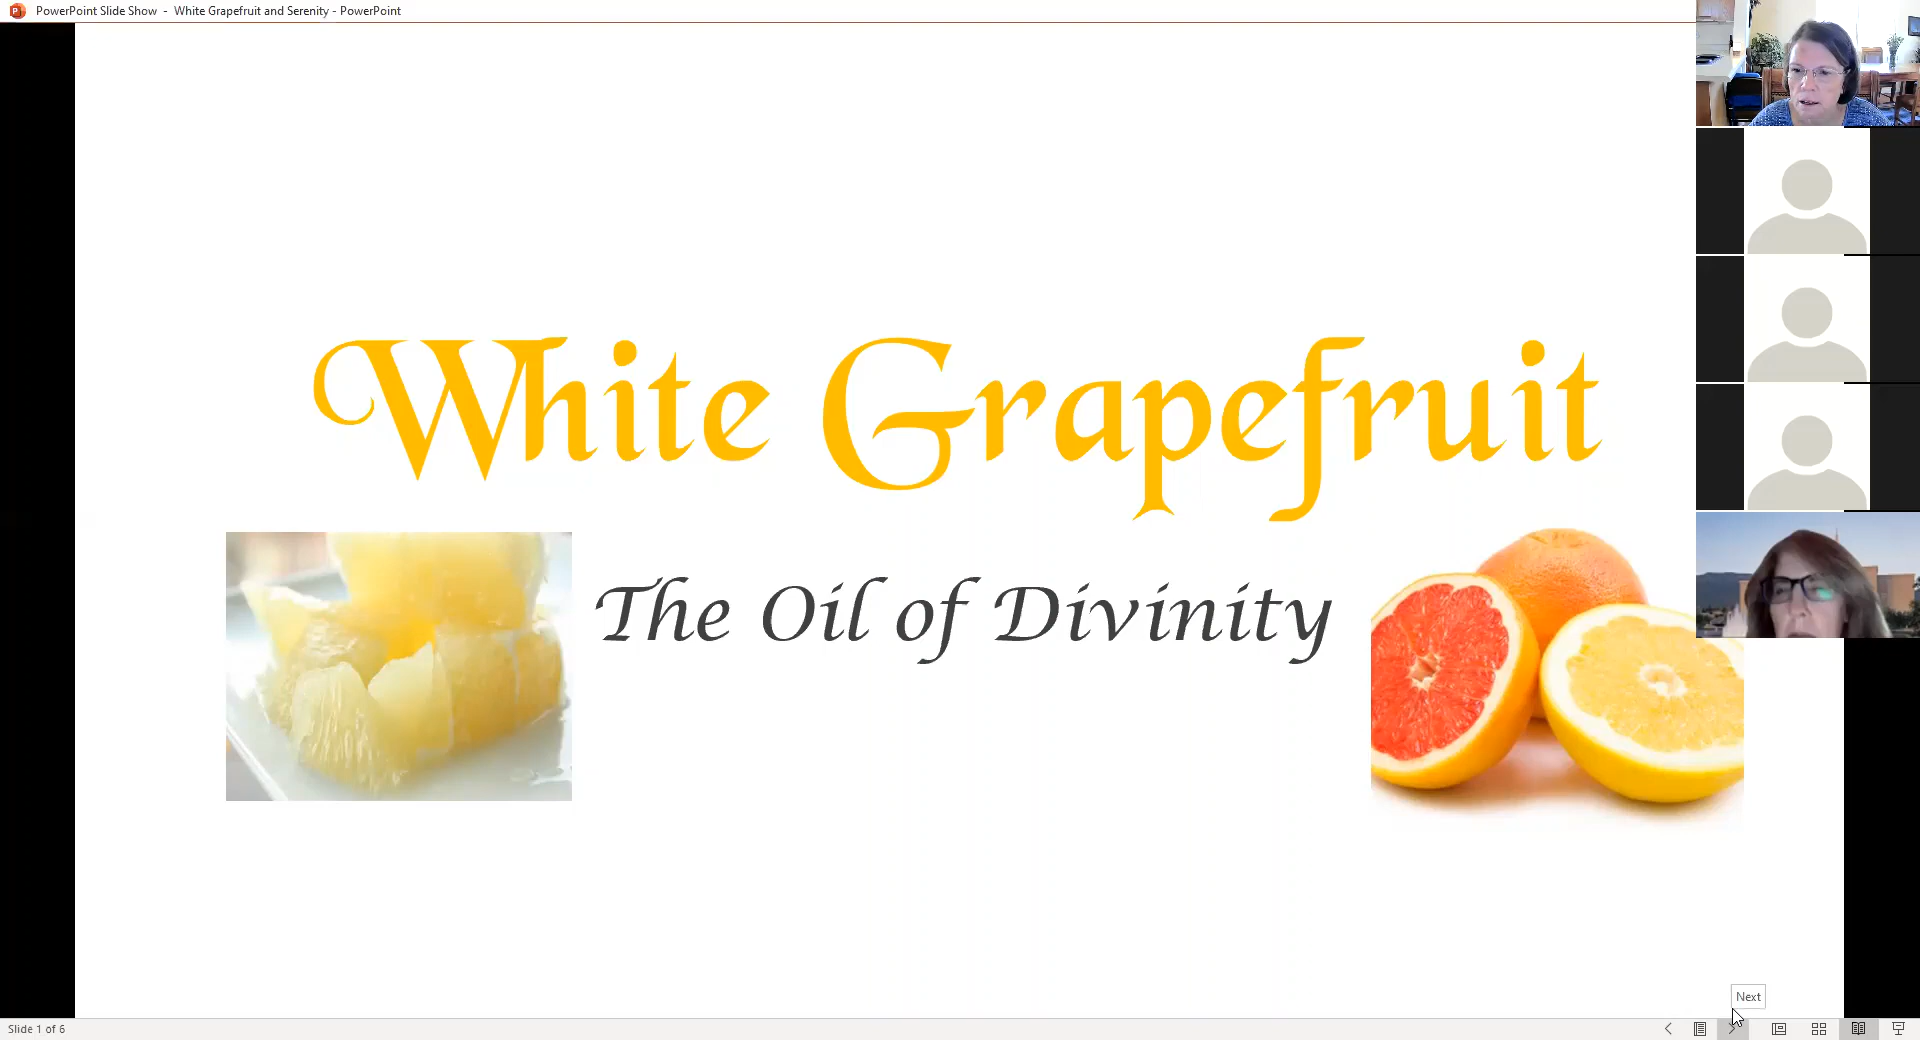 PowerPoint Slide Show - White Grapefruit and Serenity - PowerPoint
White Grapefruit
The Oil of Divinity
Next
Slide 1 of 6